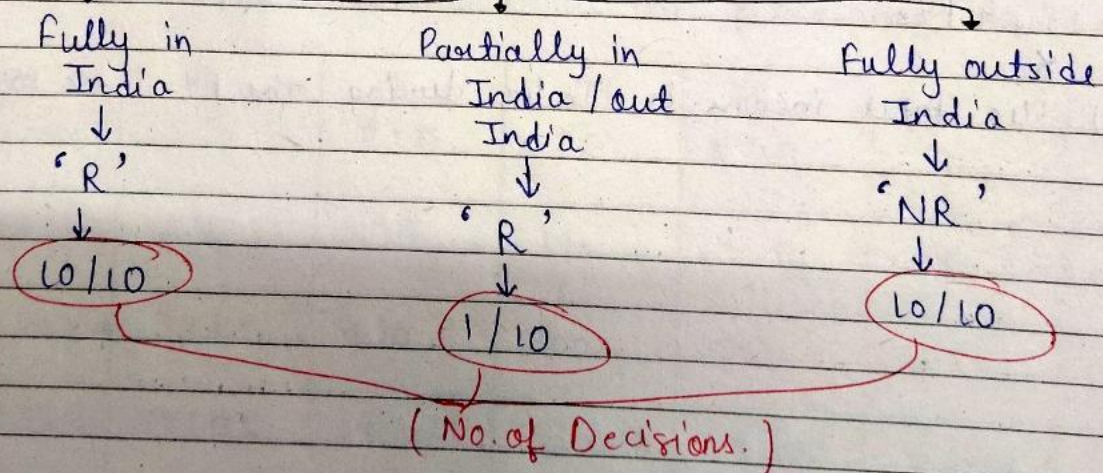 Fully in
India
'R'
10/10
Partially in
India / out
India
'R'
1/10
Fully outside
India
'NR'
10/10
(No. of Decisions.)